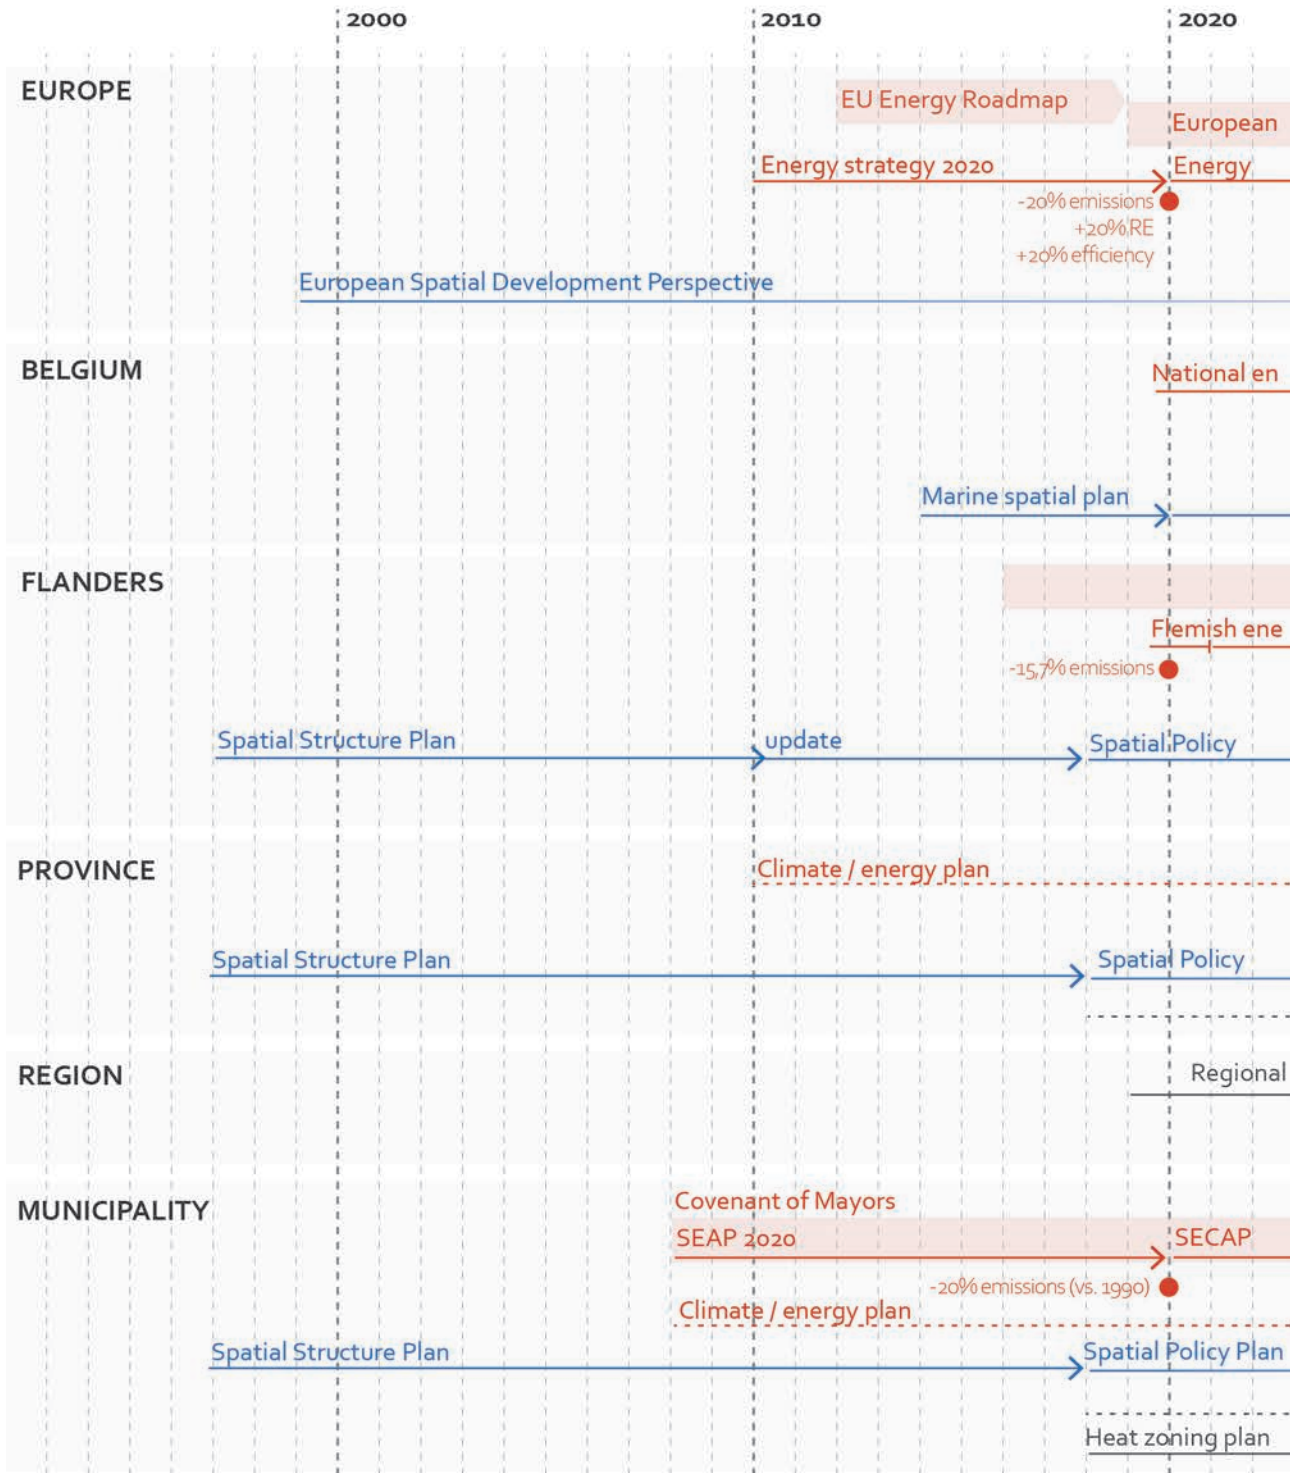 2000
2010
2020
EUROPE
EU Energy Roadmap
European
Energy strategy 2020
Energy
-20% emissions
+20% RE
+20% efficiency
European Spatial Development Perspective
BELGIUM
National en
Marine spatial plan
FLANDERS
Flemish ene
-15,7% emissions
Spatial Structure Plan
update
Spatial Policy
PROVINCE
Climate / energy plan
Spatial Structure Plan
Spatial Policy
REGION
Regional
MUNICIPALITY
Covenant of Mayors
SEAP 2020
SECAP
-20% emissions (vs. 1990)
Climate / energy plan
Spatial Structure Plan
Spatial Policy Plan
Heat zoning plan